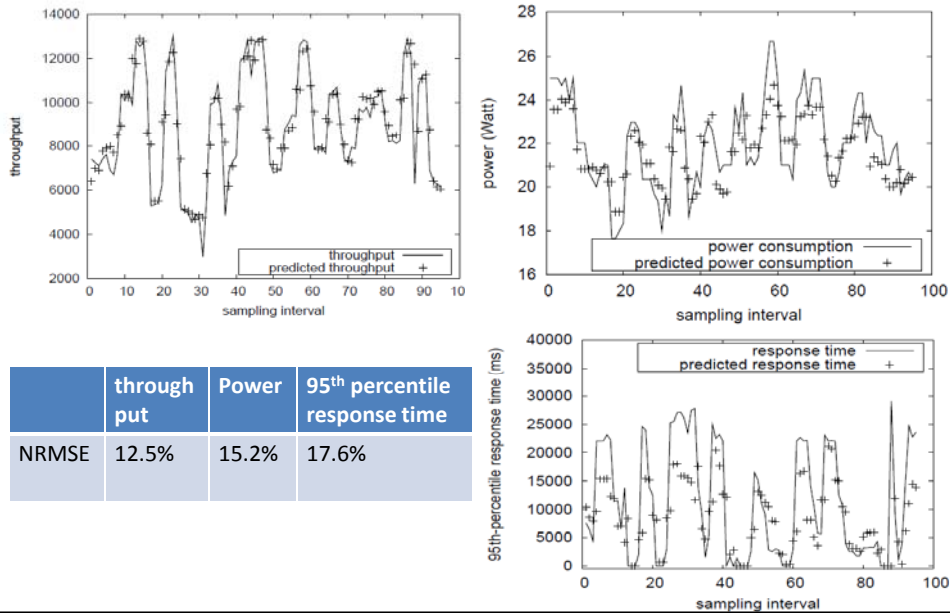 14000
12000
10000
8000
6000
4000
2000
throughput
throughput
predicted throughput
0 10 20 30 40 50 60 70 80 90 10
sampling interval
28
26
24
22
20
18
16
power (Watt)
power consumption
predicted power consumption
0 20 40 60 80 100
sampling interval
through put Power 95th percentile response time
NRMSE 12.5% 15.2% 17.6%
40000
35000
30000
25000
20000
15000
10000
5000
0
95th-percentile response time (ms)
response time
predicted response time
0 20 40 60 80 100
sampling interval